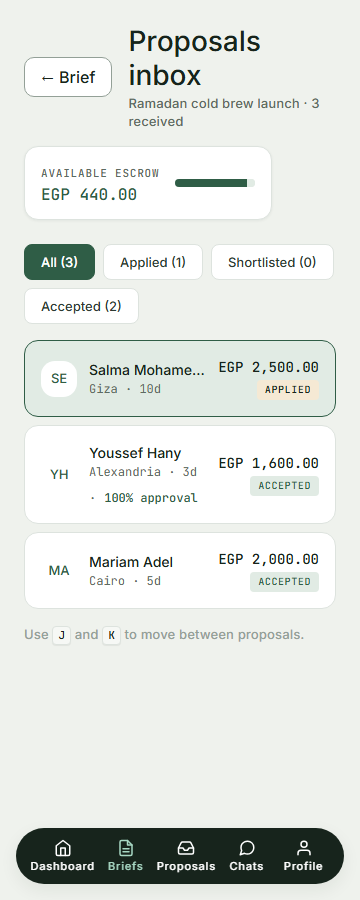 ← Brief
Proposals
inbox
Ramadan cold brew launch · 3
received
AVAILABLE ESCROW
EGP 440.00
All (3)
Applied (1)
Shortlisted (0)
Accepted (2)
SE
Salma Mohame...
Giza · 10d
EGP 2,500.00
APPLIED
YH
Youssef Hany
Alexandria · 3d
· 100% approval
EGP 1,600.00
ACCEPTED
MA
Mariam Adel
Cairo · 5d
EGP 2,000.00
ACCEPTED
Use J and K to move between proposals.
Dashboard
Briefs
Proposals
Chats
Profile